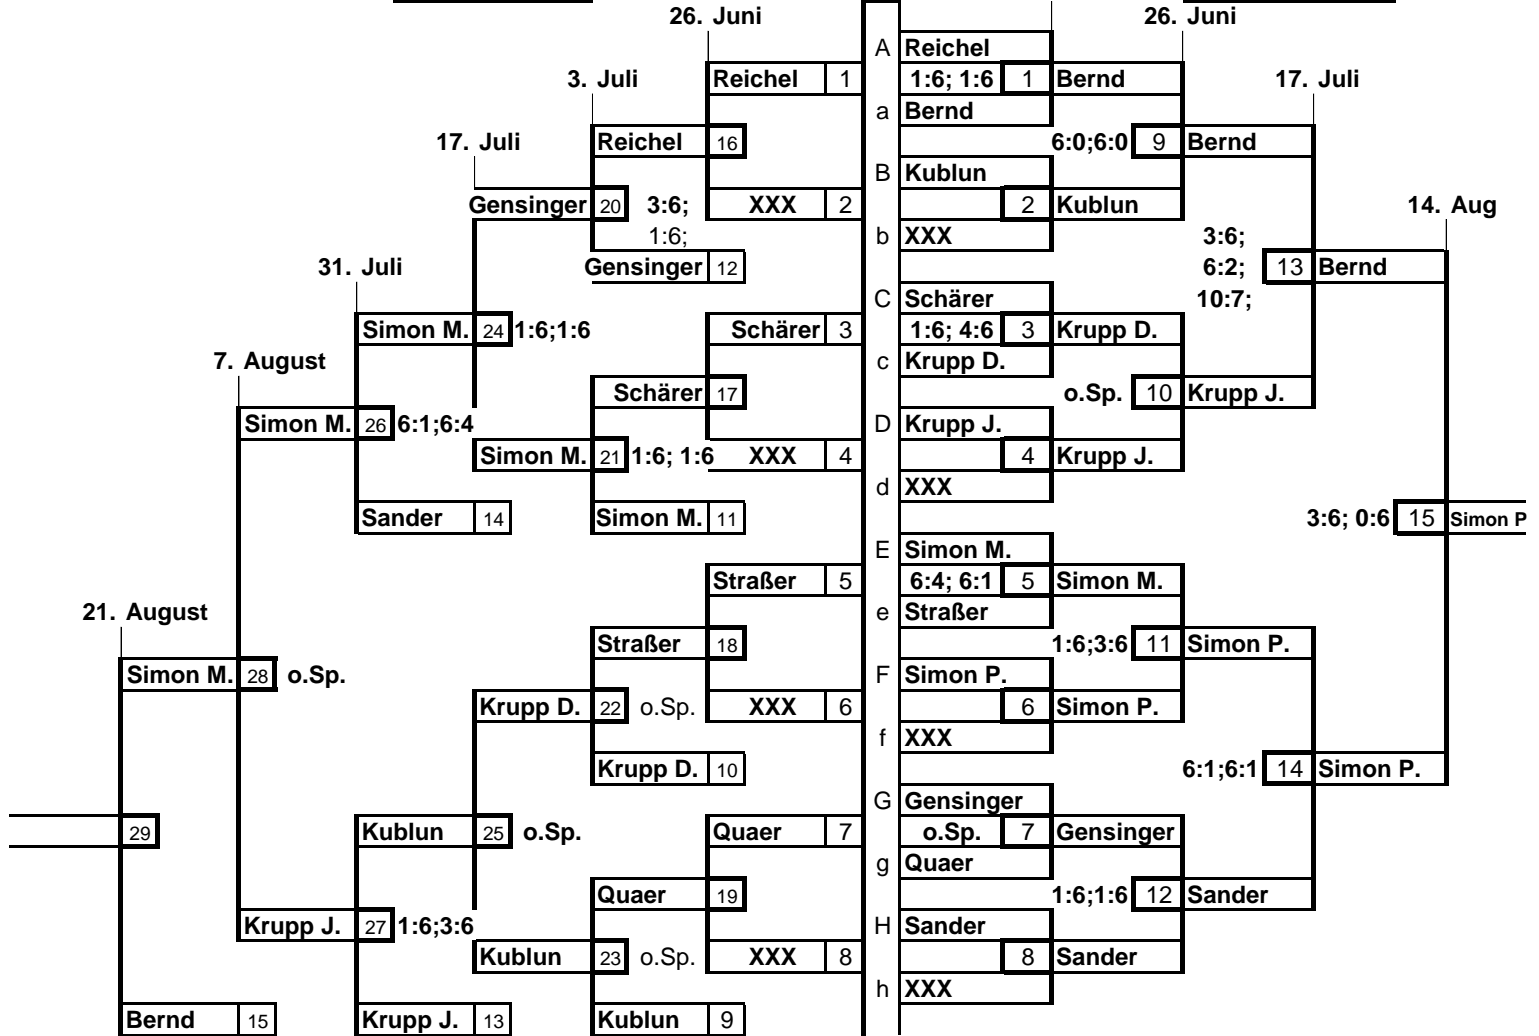 26. Juni 26. Juni
A Reichel
3. Juli Reichel 1 1:6; 1:6 1 Bernd 17. Juli
a Bernd
17. Juli Reichel 16 6:0;6:0 9 Bernd
B Kublun
Gensinger 20 3:6; XXX 2 2 Kublun 14. Aug
1:6; b XXX 3:6;
31. Juli Gensinger 12 6:2; 13 Bernd
C Schärer 10:7;
Simon M. 24 1:6;1:6 Schärer 3 1:6; 4:6 3 Krupp D.
7. August c Krupp D.
Schärer 17 o.Sp. 10 Krupp J.
Simon M. 26 6:1;6:4 D Krupp J.
Simon M. 21 1:6; 1:6 XXX 4 4 Krupp J.
d XXX
Sander 14 Simon M. 11 3:6; 0:6 15 Simon P
E Simon M.
Straßer 5 6:4; 6:1 5 Simon M.
21. August e Straßer
Straßer 18 1:6;3:6 11 Simon P.
Simon M. 28 o.Sp. F Simon P.
Krupp D. 22 o.Sp. XXX 6 6 Simon P.
f XXX
Krupp D. 10 6:1;6:1 14 Simon P.
G Gensinger
29 Kublun 25 o.Sp. Quaer 7 o.Sp. 7 Gensinger
g Quaer
Quaer 19 1:6;1:6 12 Sander
Krupp J. 27 1:6;3:6 H Sander
Kublun 23 o.Sp. XXX 8 8 Sander
h XXX
Bernd 15 Krupp J. 13 Kublun 9